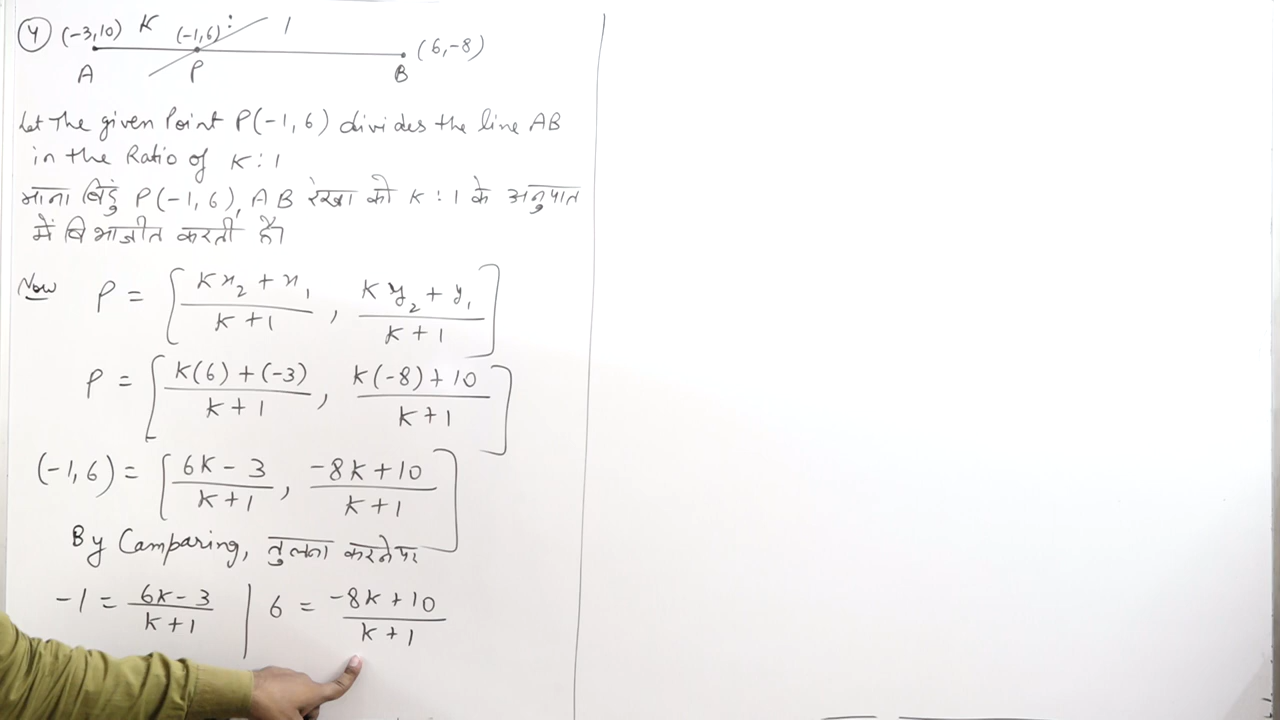 4 (-3,10) K (-1,6) : 1 (6,-8)
A P B
Let The given Point P(-1,6) divides the line AB
in the Ratio of K : 1
माना बिंदु P(-1,6), AB रेखा को K : 1 के अनुपात
में बिभाजीत करती है।
Now P = [ (K x₂ + x₁)/(K + 1) , (K y₂ + y₁)/(K + 1) ]
P = [ (K(6) + (-3))/(K + 1) , (K(-8) + 10)/(K + 1) ]
(-1,6) = [ (6K - 3)/(K + 1) , (-8K + 10)/(K + 1) ]
By Camparing, तुलना करनेपर
-1 = (6K - 3)/(K + 1) | 6 = (-8K + 10)/(K + 1)